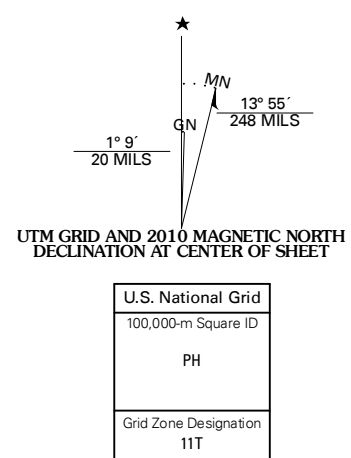 ★
MN
13° 55´
248 MILS
GN
1° 9´
20 MILS
UTM GRID AND 2010 MAGNETIC NORTH
DECLINATION AT CENTER OF SHEET
U.S. National Grid
100,000-m Square ID
PH
Grid Zone Designation
11T